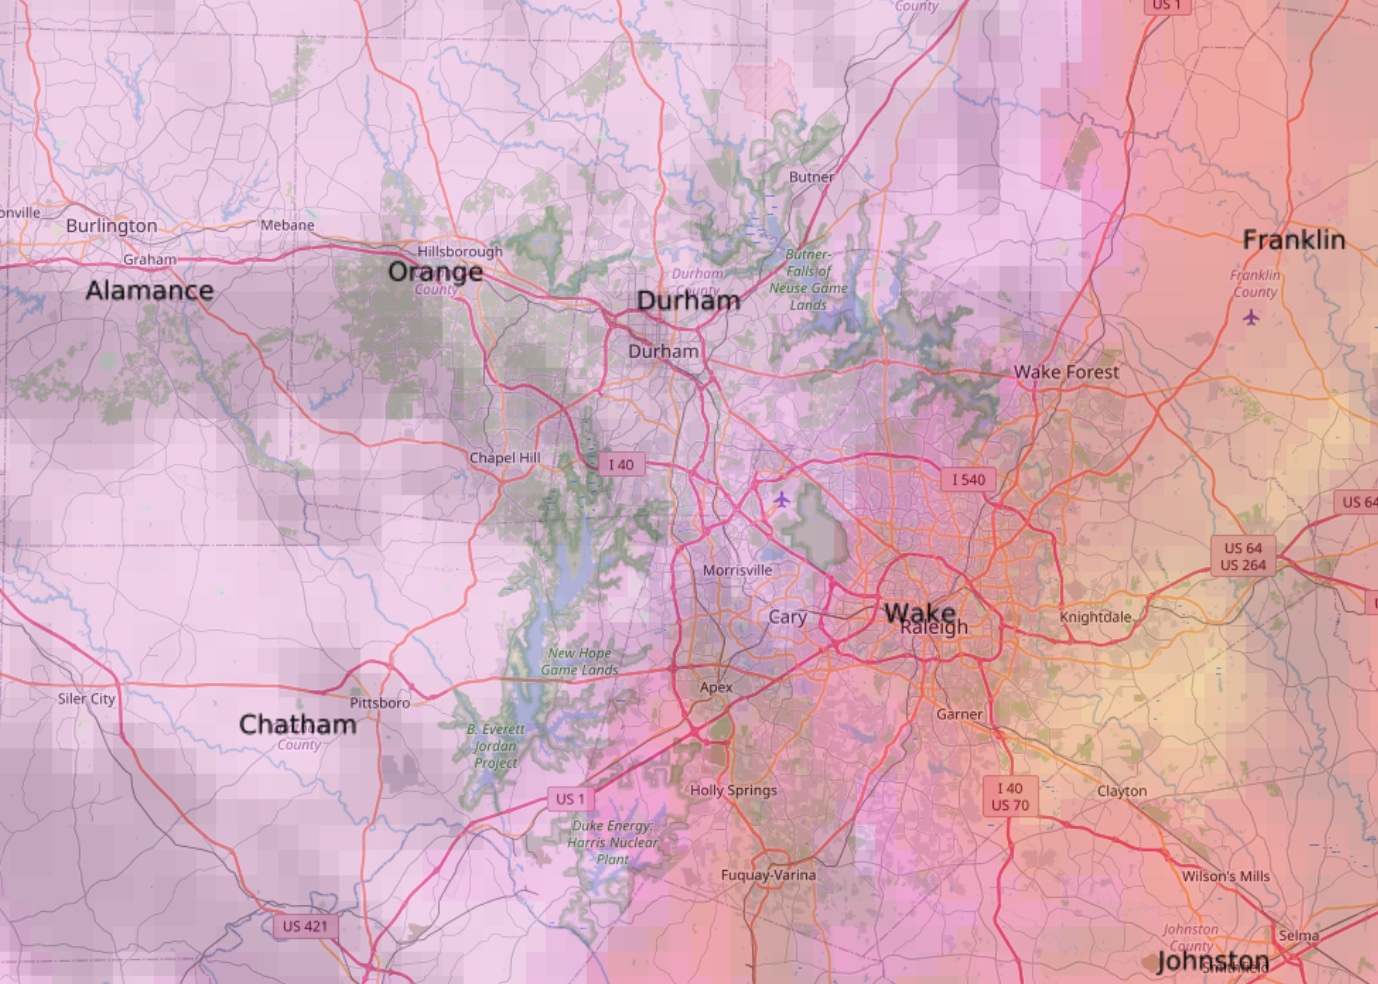 US 1
County
Butner
onville
Burlington
Mebane
Graham
Alamance
Hillsborough
Orange
County
Durham
County
Durham
Durham
Butner-
Falls of
Neuse Game
Lands
Franklin
Franklin
County
Wake Forest
Chapel Hill
I 40
I 540
US 64
US 64
US 264
Morrisville
Cary
Wake
Raleigh
Knightdale
New Hope
Game Lands
Apex
Siler City
Pittsboro
Chatham
County
B. Everett
Jordan
Project
Garner
Holly Springs
US 1
I 40
US 70
Clayton
Duke Energy:
Harris Nuclear
Plant
Fuquay-Varina
Wilson's Mills
US 421
Johnston
County
Selma
Johnston
Smithfield